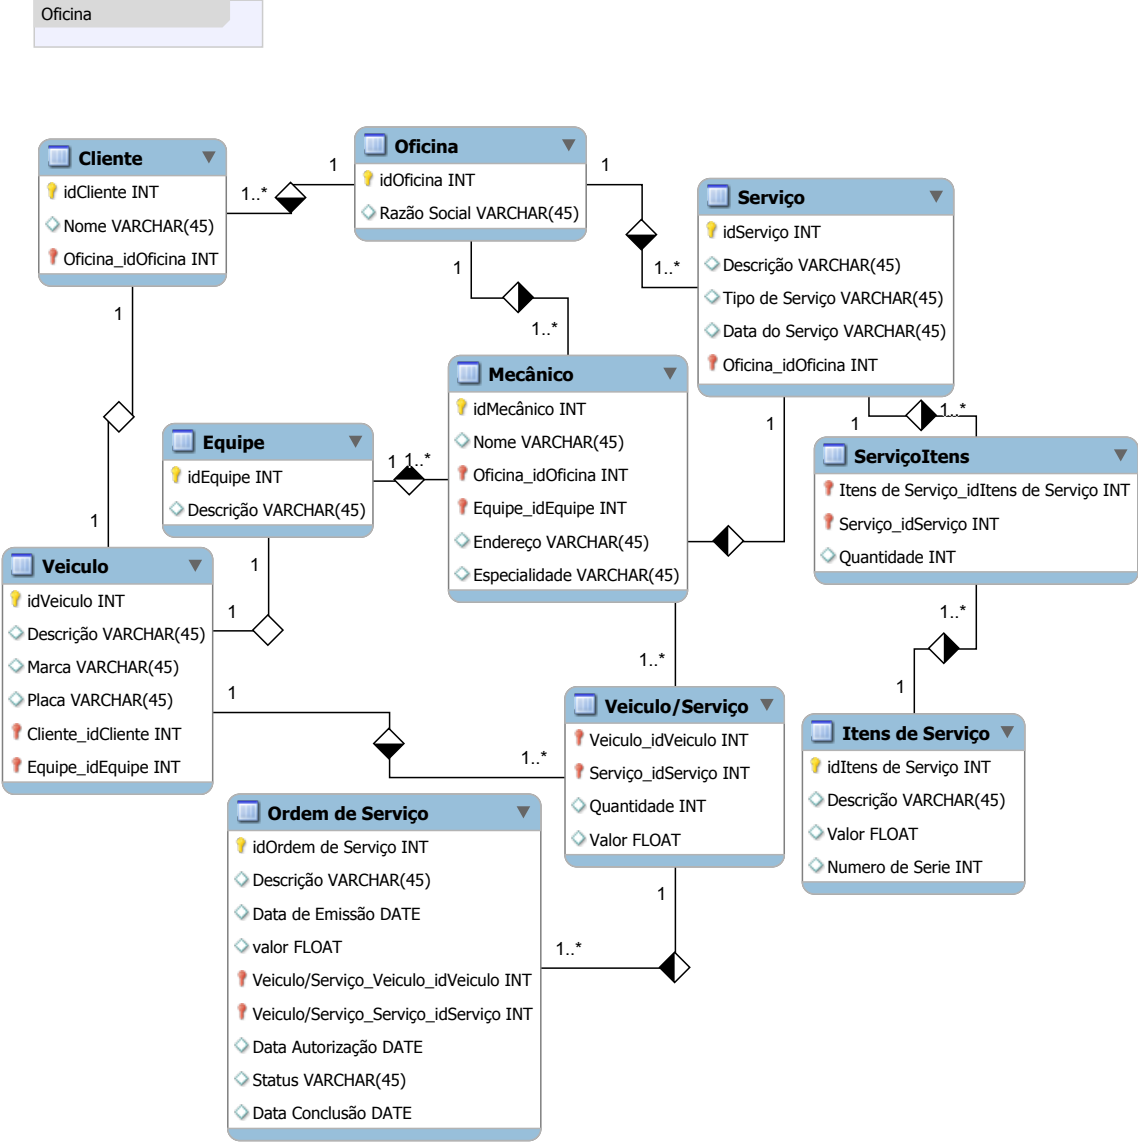 Oficina
Cliente
idCliente INT
Nome VARCHAR(45)
Oficina_idOficina INT
1..*
1
Oficina
idOficina INT
Razão Social VARCHAR(45)
1
1..*
Serviço
idServiço INT
Descrição VARCHAR(45)
Tipo de Serviço VARCHAR(45)
Data do Serviço VARCHAR(45)
Oficina_idOficina INT
1
1..*
1
1
Equipe
idEquipe INT
Descrição VARCHAR(45)
1
1..*
Mecânico
idMecânico INT
Nome VARCHAR(45)
Oficina_idOficina INT
Equipe_idEquipe INT
Endereço VARCHAR(45)
Especialidade VARCHAR(45)
1
1
1..*
ServiçoItens
Itens de Serviço_idItens de Serviço INT
Serviço_idServiço INT
Quantidade INT
1..*
1
Veiculo
idVeiculo INT
Descrição VARCHAR(45)
Marca VARCHAR(45)
Placa VARCHAR(45)
Cliente_idCliente INT
Equipe_idEquipe INT
1
1
1
1..*
1..*
Veiculo/Serviço
Veiculo_idVeiculo INT
Serviço_idServiço INT
Quantidade INT
Valor FLOAT
Itens de Serviço
idItens de Serviço INT
Descrição VARCHAR(45)
Valor FLOAT
Numero de Serie INT
Ordem de Serviço
idOrdem de Serviço INT
Descrição VARCHAR(45)
Data de Emissão DATE
valor FLOAT
Veiculo/Serviço_Veiculo_idVeiculo INT
Veiculo/Serviço_Serviço_idServiço INT
Data Autorização DATE
Status VARCHAR(45)
Data Conclusão DATE
1
1..*